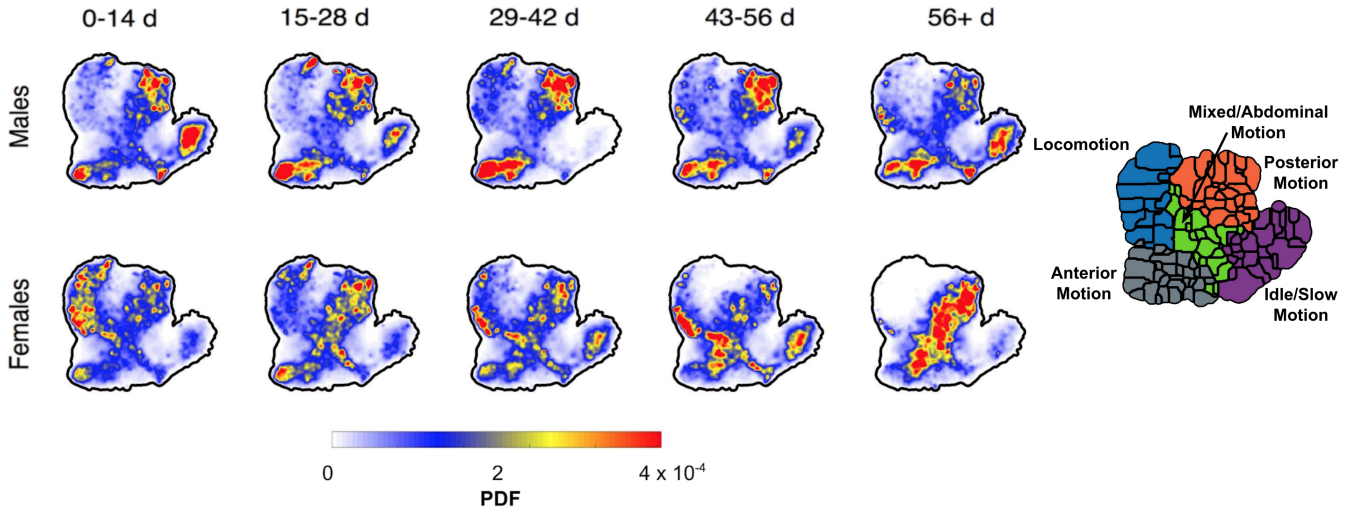 0-14 d
15-28 d
29-42 d
43-56 d
56+ d
Males
Females
Mixed/Abdominal
Motion
Locomotion
Posterior
Motion
Anterior
Motion
Idle/Slow
Motion
0
2
4 x 10⁻⁴
PDF